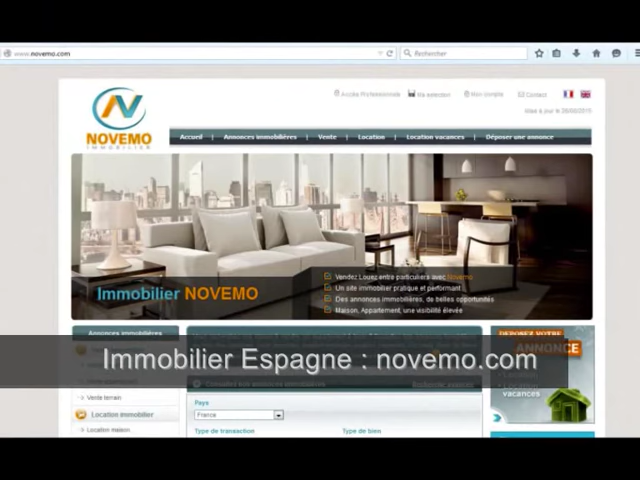 www.novemo.com
Rechercher
Accès Professionnels
Ma selection
Mon compte
Contact
NOVEMO
IMMOBILIER
Accueil | Annonces immobilières | Vente | Location | Location vacances | Déposer une annonce
Immobilier NOVEMO
Vendez Louez entre particuliers avec Novemo
Un site immobilier pratique et performant
Des annonces immobilières, de belles opportunités
Maison, Appartement, une visibilité élevée
Annonces immobilières
DEPOSEZ VOTRE
ANNONCE
Immobilier Espagne : novemo.com
Location
vacances
Vente terrain
Location immobilier
Location maison
Pays
France
Type de transaction
Type de bien